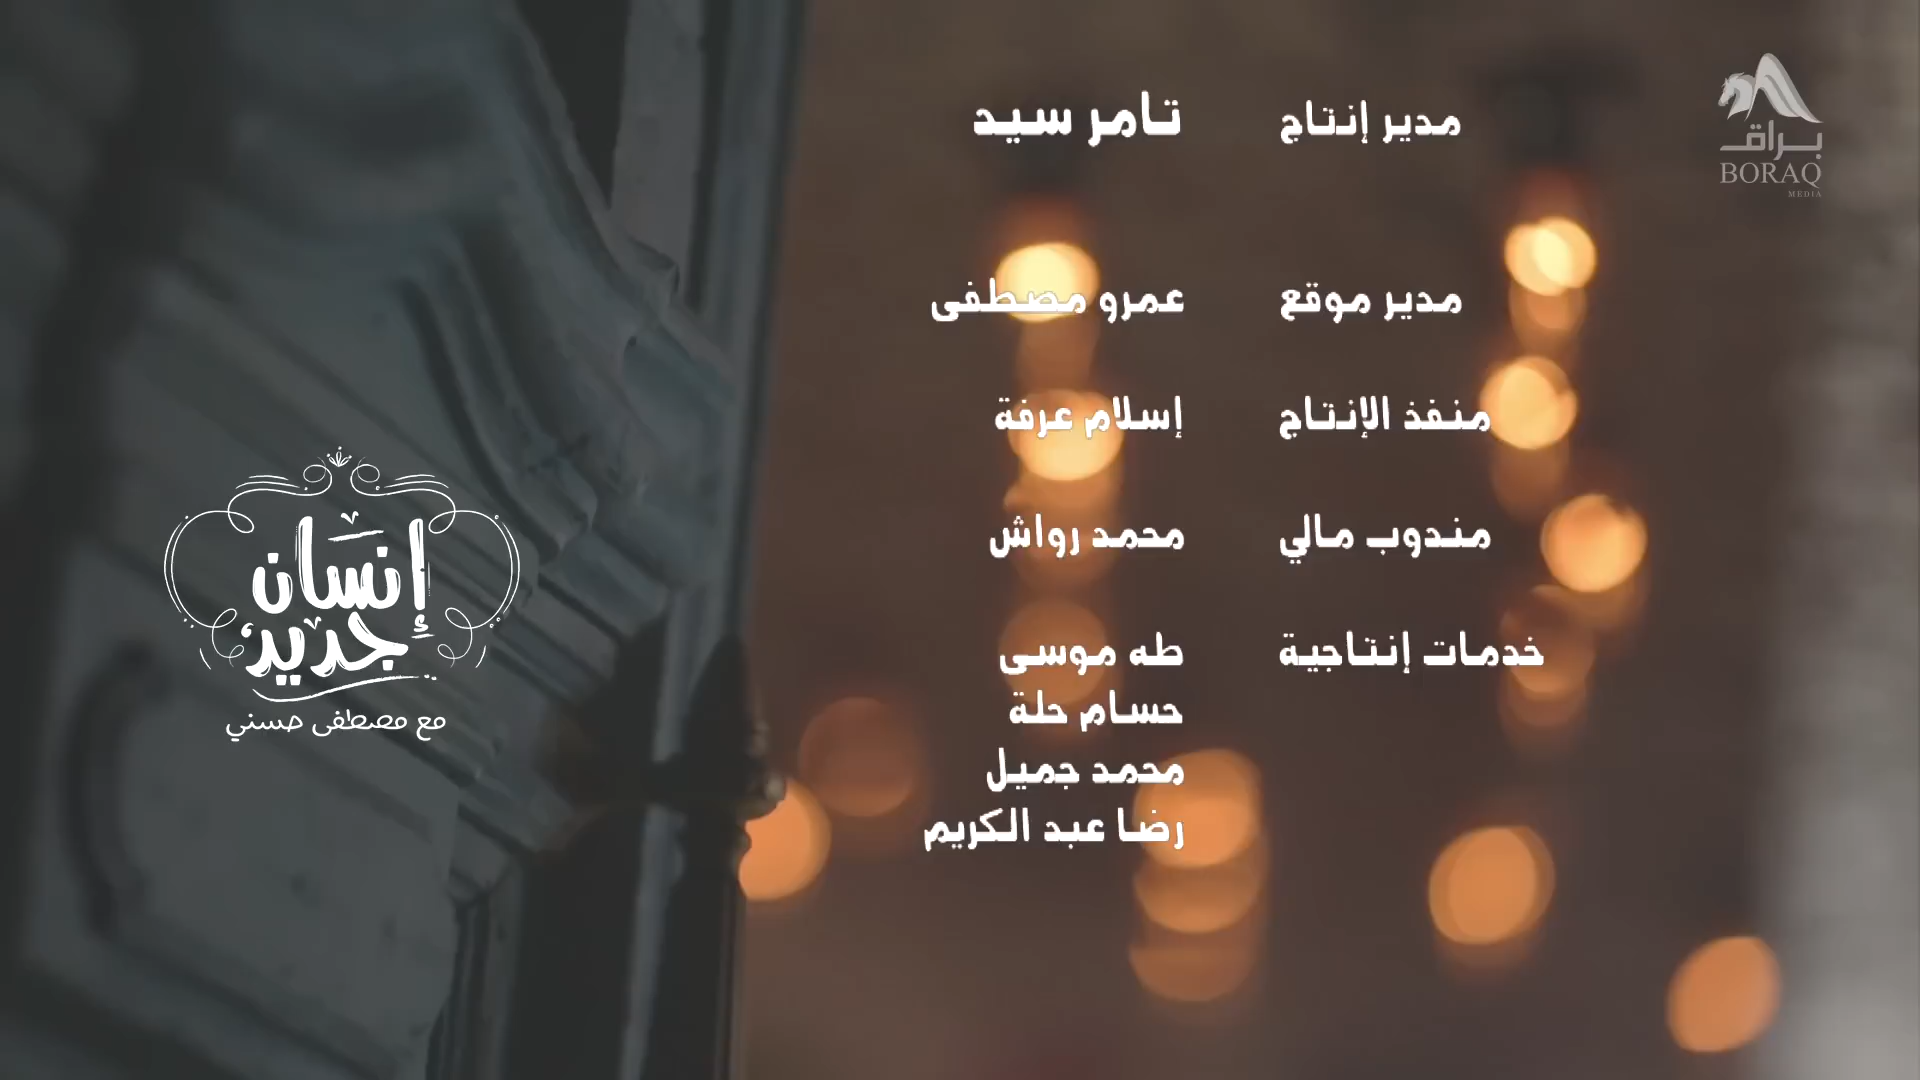 مدير إنتاج تامر سيد
مدير موقع عمرو مصطفى
منفذ الإنتاج إسلام عرفة
مندوب مالي محمد رواش
خدمات إنتاجية طه موسى
حسام حلة
محمد جميل
رضا عبد الكريم
إنسان
جديد
مع مصطفى حسني
براق
BORAQ
MEDIA